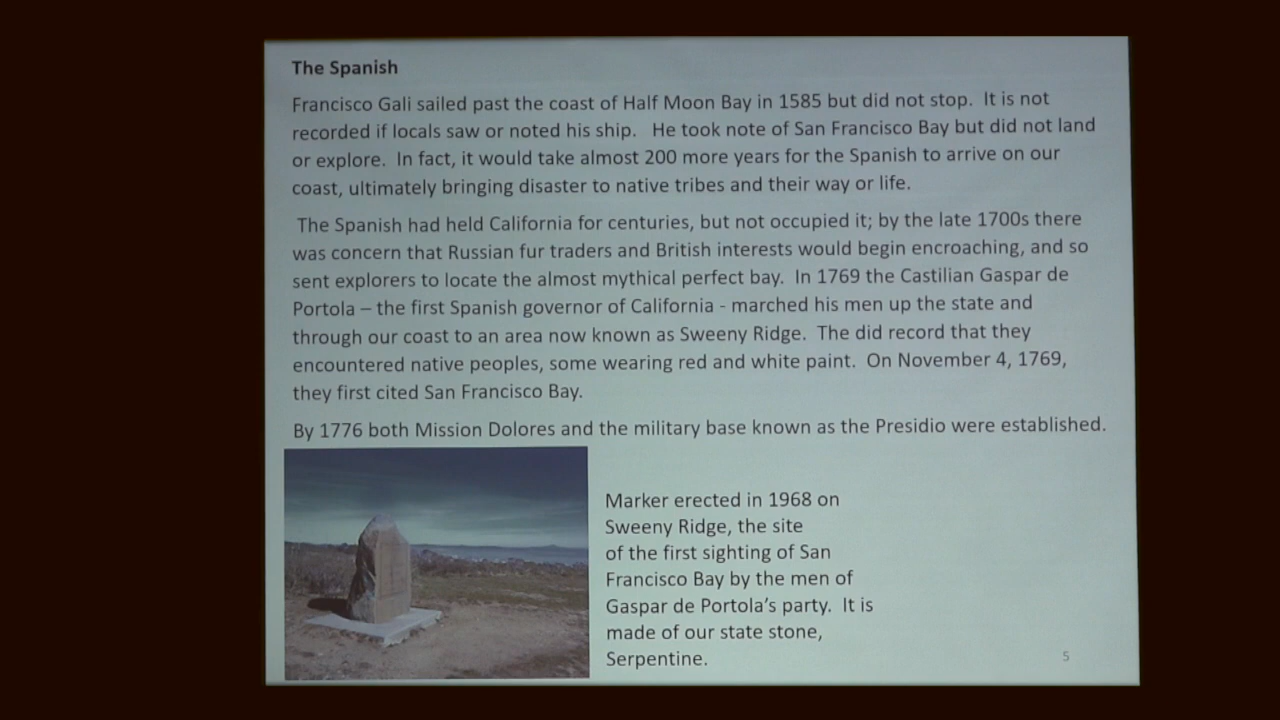 The Spanish
Francisco Gali sailed past the coast of Half Moon Bay in 1585 but did not stop. It is not
recorded if locals saw or noted his ship. He took note of San Francisco Bay but did not land
or explore. In fact, it would take almost 200 more years for the Spanish to arrive on our
coast, ultimately bringing disaster to native tribes and their way or life.
The Spanish had held California for centuries, but not occupied it; by the late 1700s there
was concern that Russian fur traders and British interests would begin encroaching, and so
sent explorers to locate the almost mythical perfect bay. In 1769 the Castilian Gaspar de
Portola – the first Spanish governor of California - marched his men up the state and
through our coast to an area now known as Sweeny Ridge. The did record that they
encountered native peoples, some wearing red and white paint. On November 4, 1769,
they first cited San Francisco Bay.
By 1776 both Mission Dolores and the military base known as the Presidio were established.
Marker erected in 1968 on
Sweeny Ridge, the site
of the first sighting of San
Francisco Bay by the men of
Gaspar de Portola's party. It is
made of our state stone,
Serpentine.
5